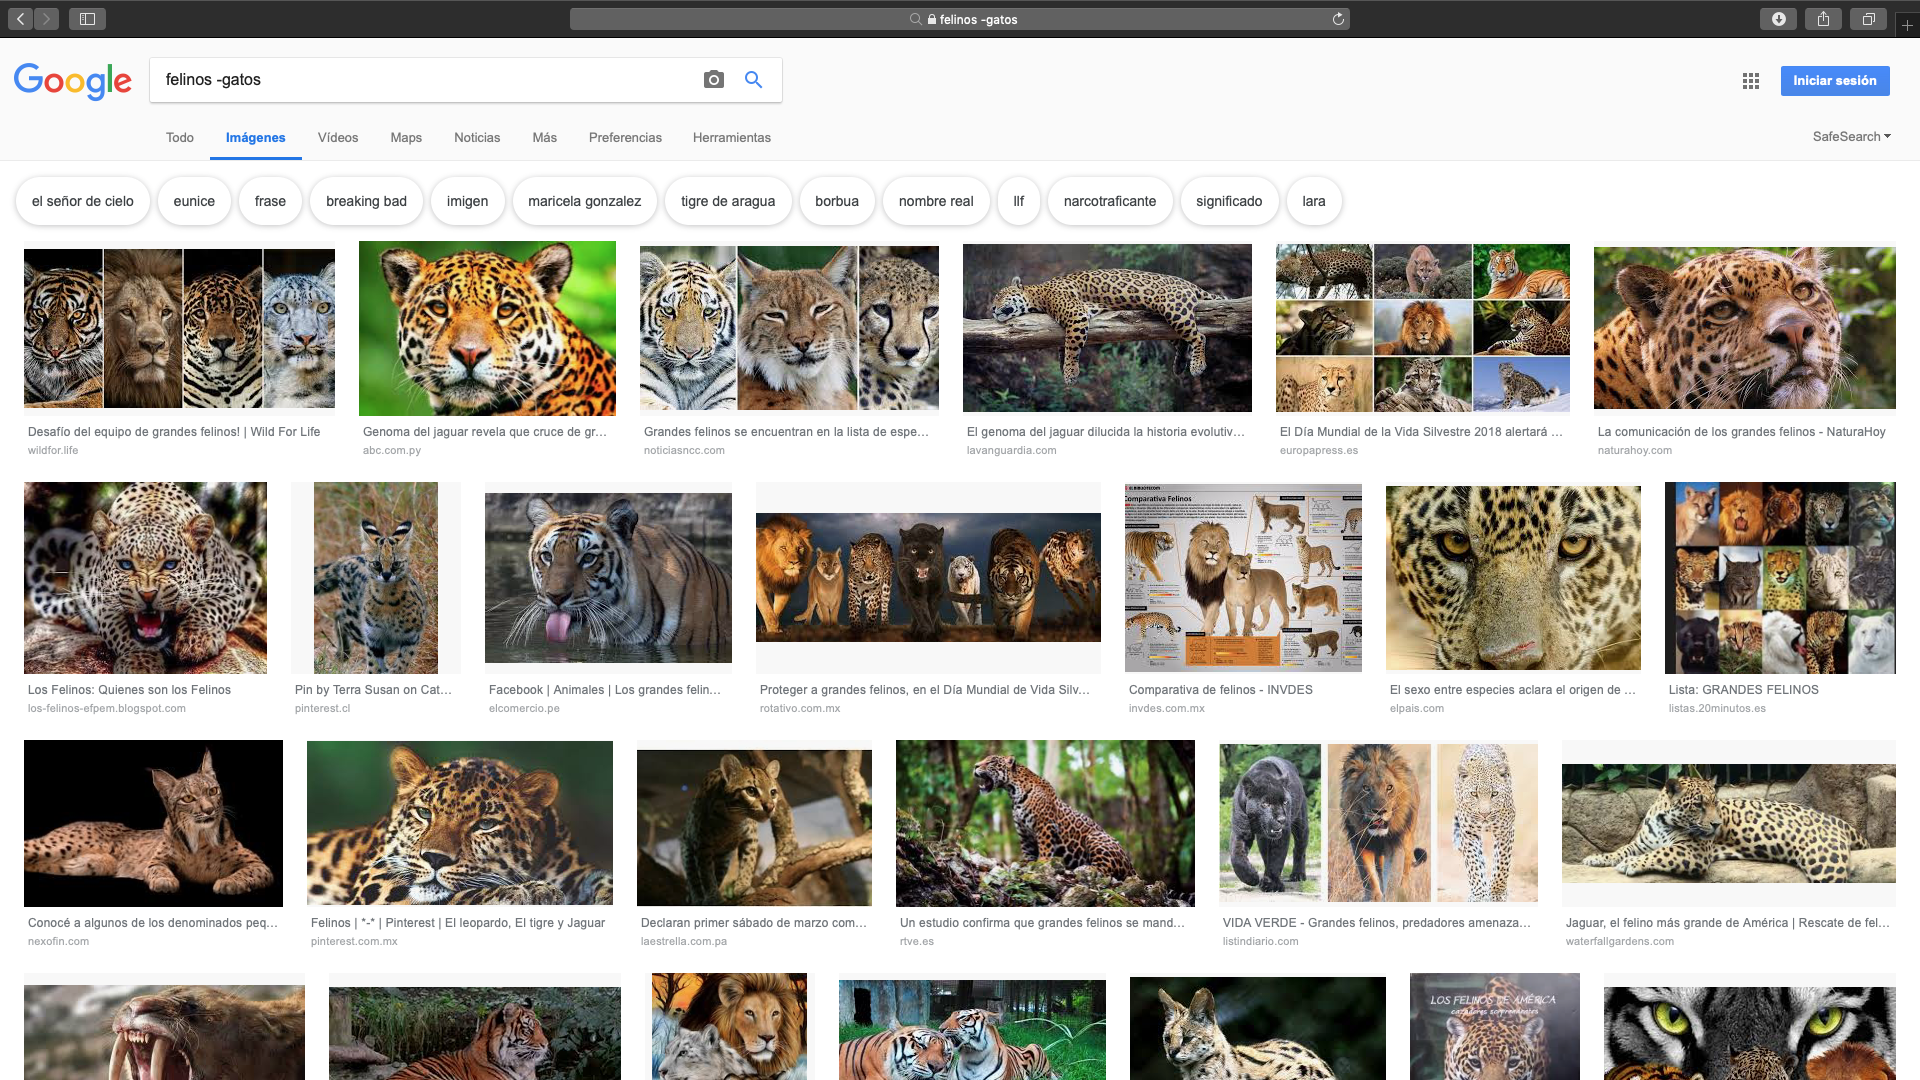 felinos -gatos
Google
felinos -gatos
Iniciar sesión
Todo
Imágenes
Vídeos
Maps
Noticias
Más
Preferencias
Herramientas
SafeSearch
el señor de cielo
eunice
frase
breaking bad
imigen
maricela gonzalez
tigre de aragua
borbua
nombre real
llf
narcotraficante
significado
lara
Desafío del equipo de grandes felinos! | Wild For Life
wildfor.life
Genoma del jaguar revela que cruce de gr...
abc.com.py
Grandes felinos se encuentran en la lista de espe...
noticiasncc.com
El genoma del jaguar dilucida la historia evolutiv...
lavanguardia.com
El Día Mundial de la Vida Silvestre 2018 alertará ...
europapress.es
La comunicación de los grandes felinos - NaturaHoy
naturahoy.com
Comparativa Felinos
Los Felinos: Quienes son los Felinos
los-felinos-efpem.blogspot.com
Pin by Terra Susan on Cat...
pinterest.cl
Facebook | Animales | Los grandes felin...
elcomercio.pe
Proteger a grandes felinos, en el Día Mundial de Vida Silv...
rotativo.com.mx
Comparativa de felinos - INVDES
invdes.com.mx
El sexo entre especies aclara el origen de ...
elpais.com
Lista: GRANDES FELINOS
listas.20minutos.es
Conocé a algunos de los denominados peq...
nexofin.com
Felinos | *-* | Pinterest | El leopardo, El tigre y Jaguar
pinterest.com.mx
Declaran primer sábado de marzo com...
laestrella.com.pa
Un estudio confirma que grandes felinos se mand...
rtve.es
VIDA VERDE - Grandes felinos, predadores amenaza...
listindiario.com
Jaguar, el felino más grande de América | Rescate de fel...
waterfallgardens.com
LOS FELINOS DE AMÉRICA
cazadores sorprendentes